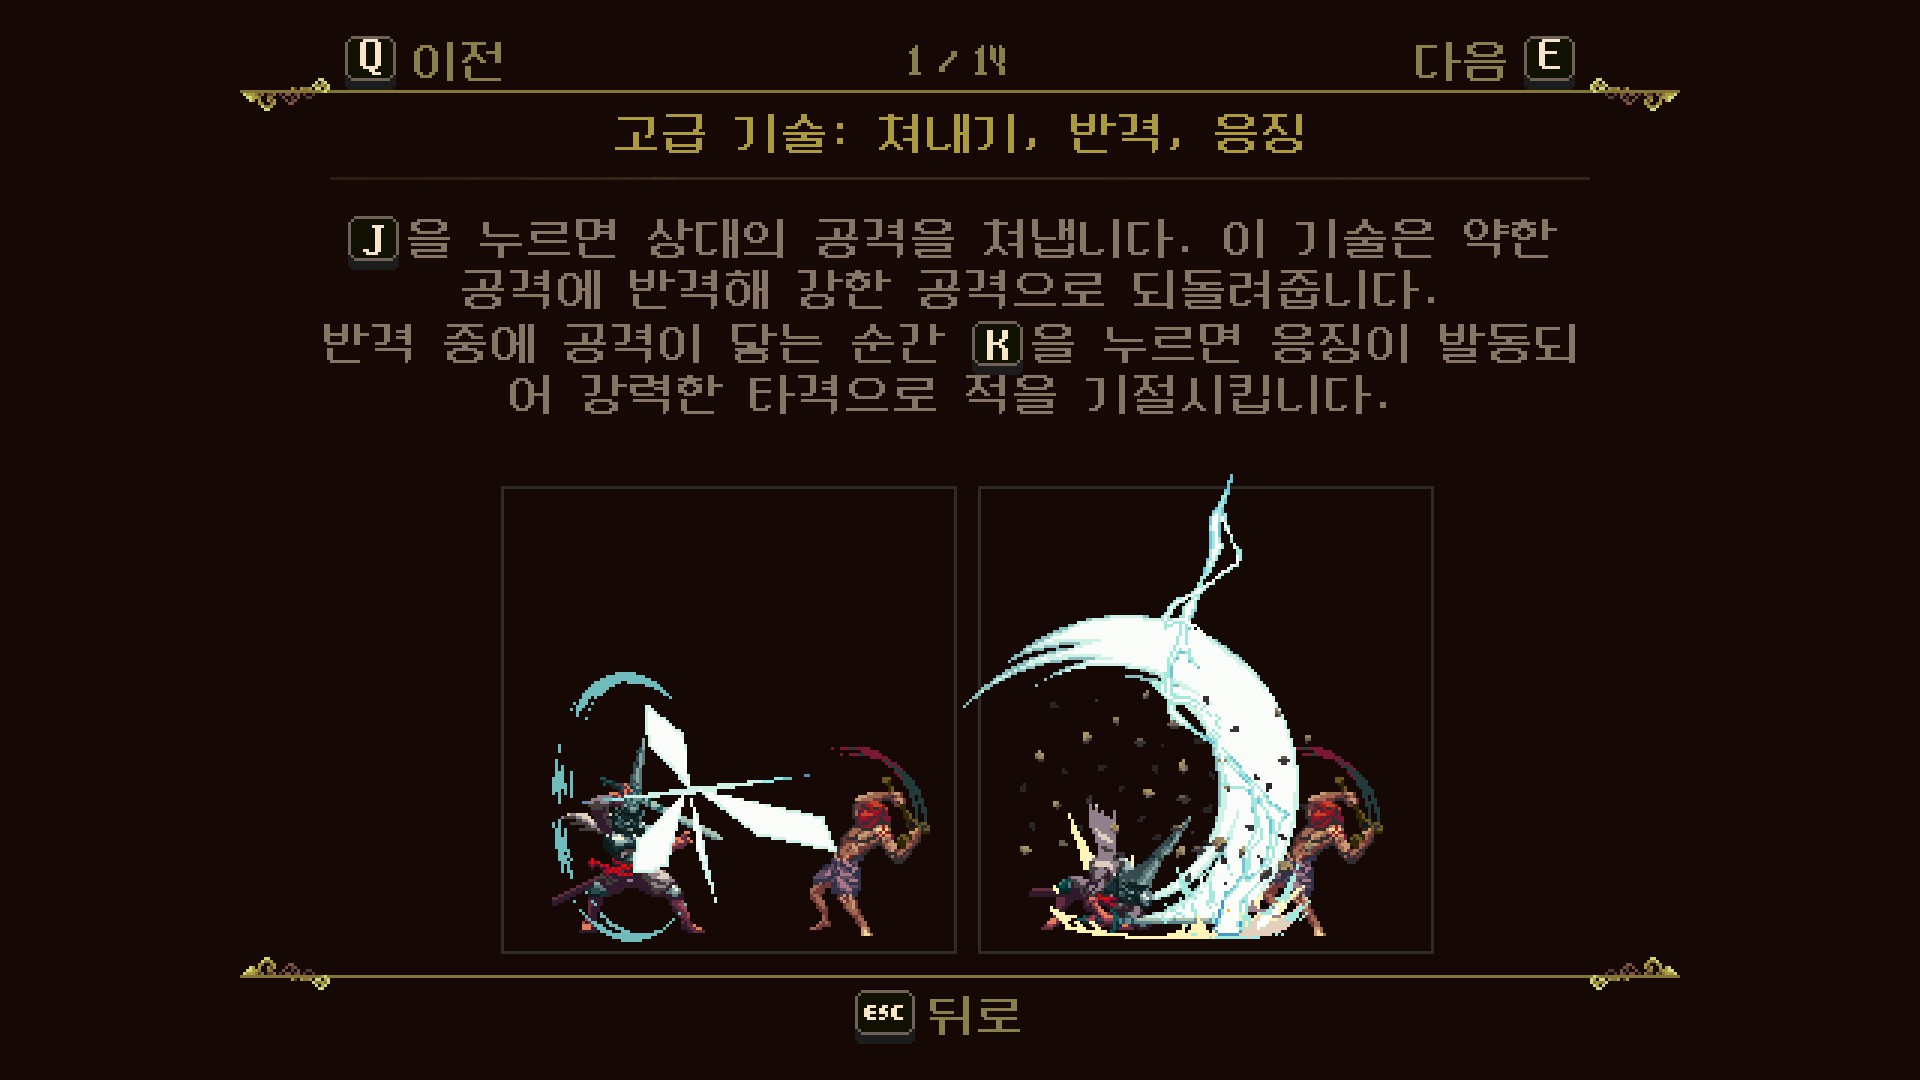 Q 이전
1 / 14
다음 E
고급 기술: 쳐내기, 반격, 응징
J을 누르면 상대의 공격을 쳐냅니다. 이 기술은 약한
공격에 반격해 강한 공격으로 되돌려줍니다.
반격 중에 공격이 닿는 순간 K을 누르면 응징이 발동되
어 강력한 타격으로 적을 기절시킵니다.
ESC 뒤로